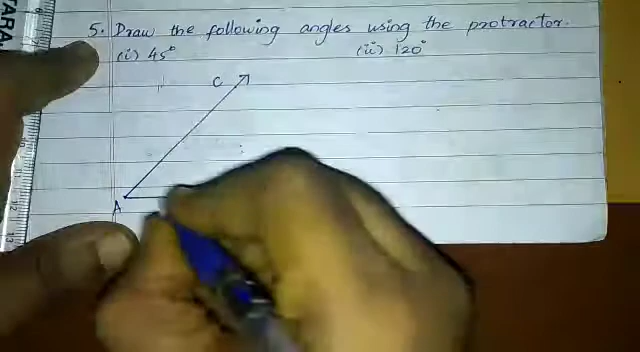 5. Draw the following angles using the protractor.
(i) 45° (ii) 120°
C
A